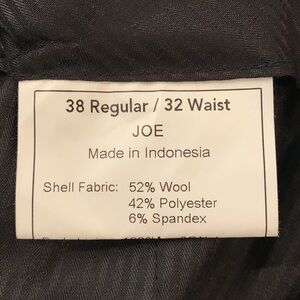 38 Regular / 32 Waist
JOE
Made in Indonesia
Shell Fabric: 52% Wool
42% Polyester
6% Spandex